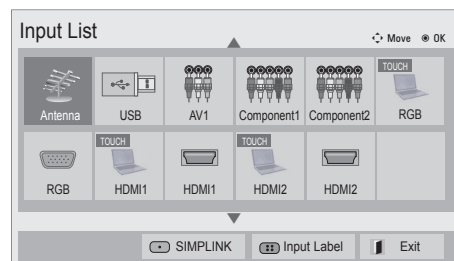 Input List
Move OK
TOUCH
Antenna USB AV1 Component1 Component2 RGB
TOUCH TOUCH
RGB HDMI1 HDMI1 HDMI2 HDMI2
SIMPLINK Input Label Exit